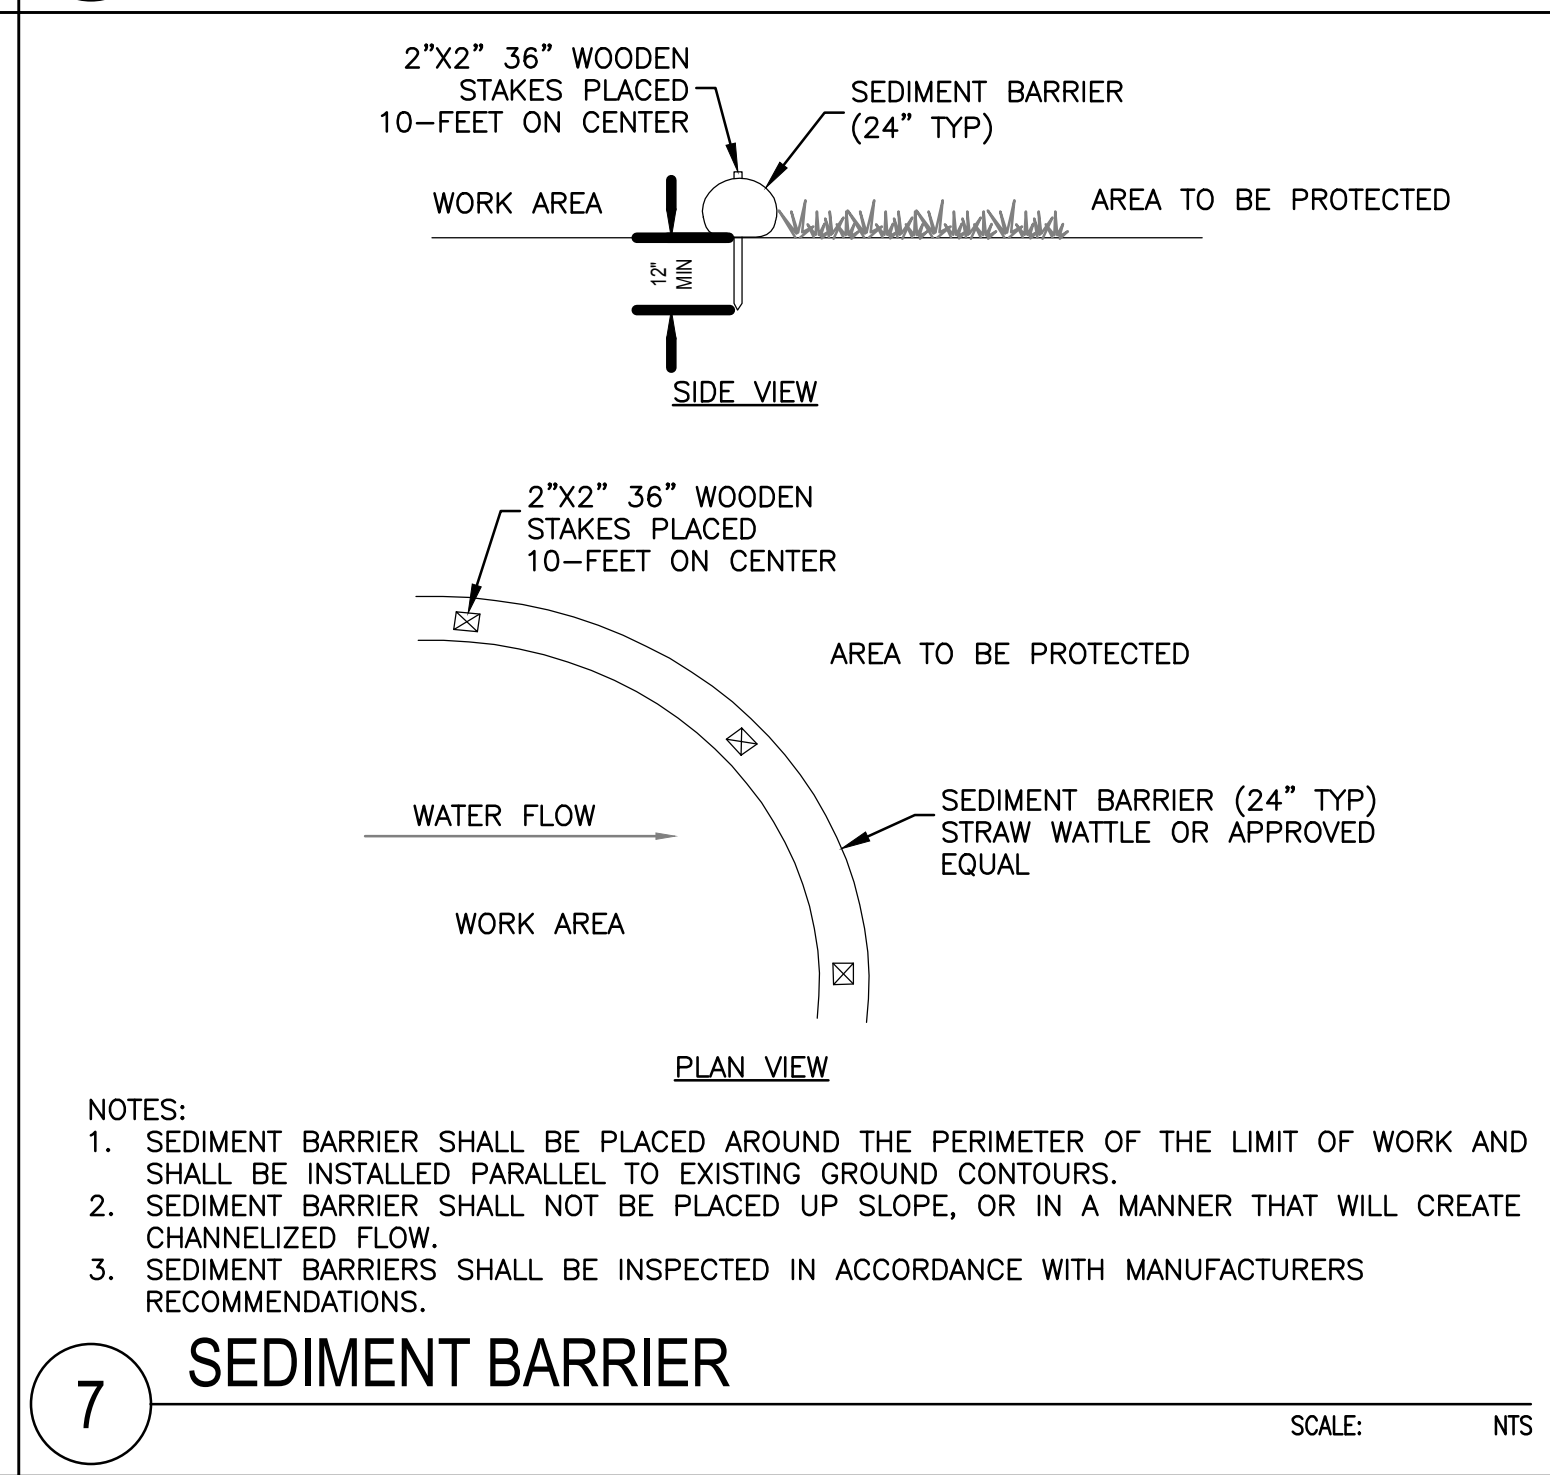 2”X2” 36” WOODEN
STAKES PLACED
10-FEET ON CENTER
SEDIMENT BARRIER
(24” TYP)
WORK AREA
AREA TO BE PROTECTED
12"
MIN
SIDE VIEW
2”X2” 36” WOODEN
STAKES PLACED
10-FEET ON CENTER
AREA TO BE PROTECTED
WATER FLOW
SEDIMENT BARRIER (24” TYP)
STRAW WATTLE OR APPROVED
EQUAL
WORK AREA
PLAN VIEW
NOTES:
1. SEDIMENT BARRIER SHALL BE PLACED AROUND THE PERIMETER OF THE LIMIT OF WORK AND
SHALL BE INSTALLED PARALLEL TO EXISTING GROUND CONTOURS.
2. SEDIMENT BARRIER SHALL NOT BE PLACED UP SLOPE, OR IN A MANNER THAT WILL CREATE
CHANNELIZED FLOW.
3. SEDIMENT BARRIERS SHALL BE INSPECTED IN ACCORDANCE WITH MANUFACTURERS
RECOMMENDATIONS.
7 SEDIMENT BARRIER
SCALE: NTS